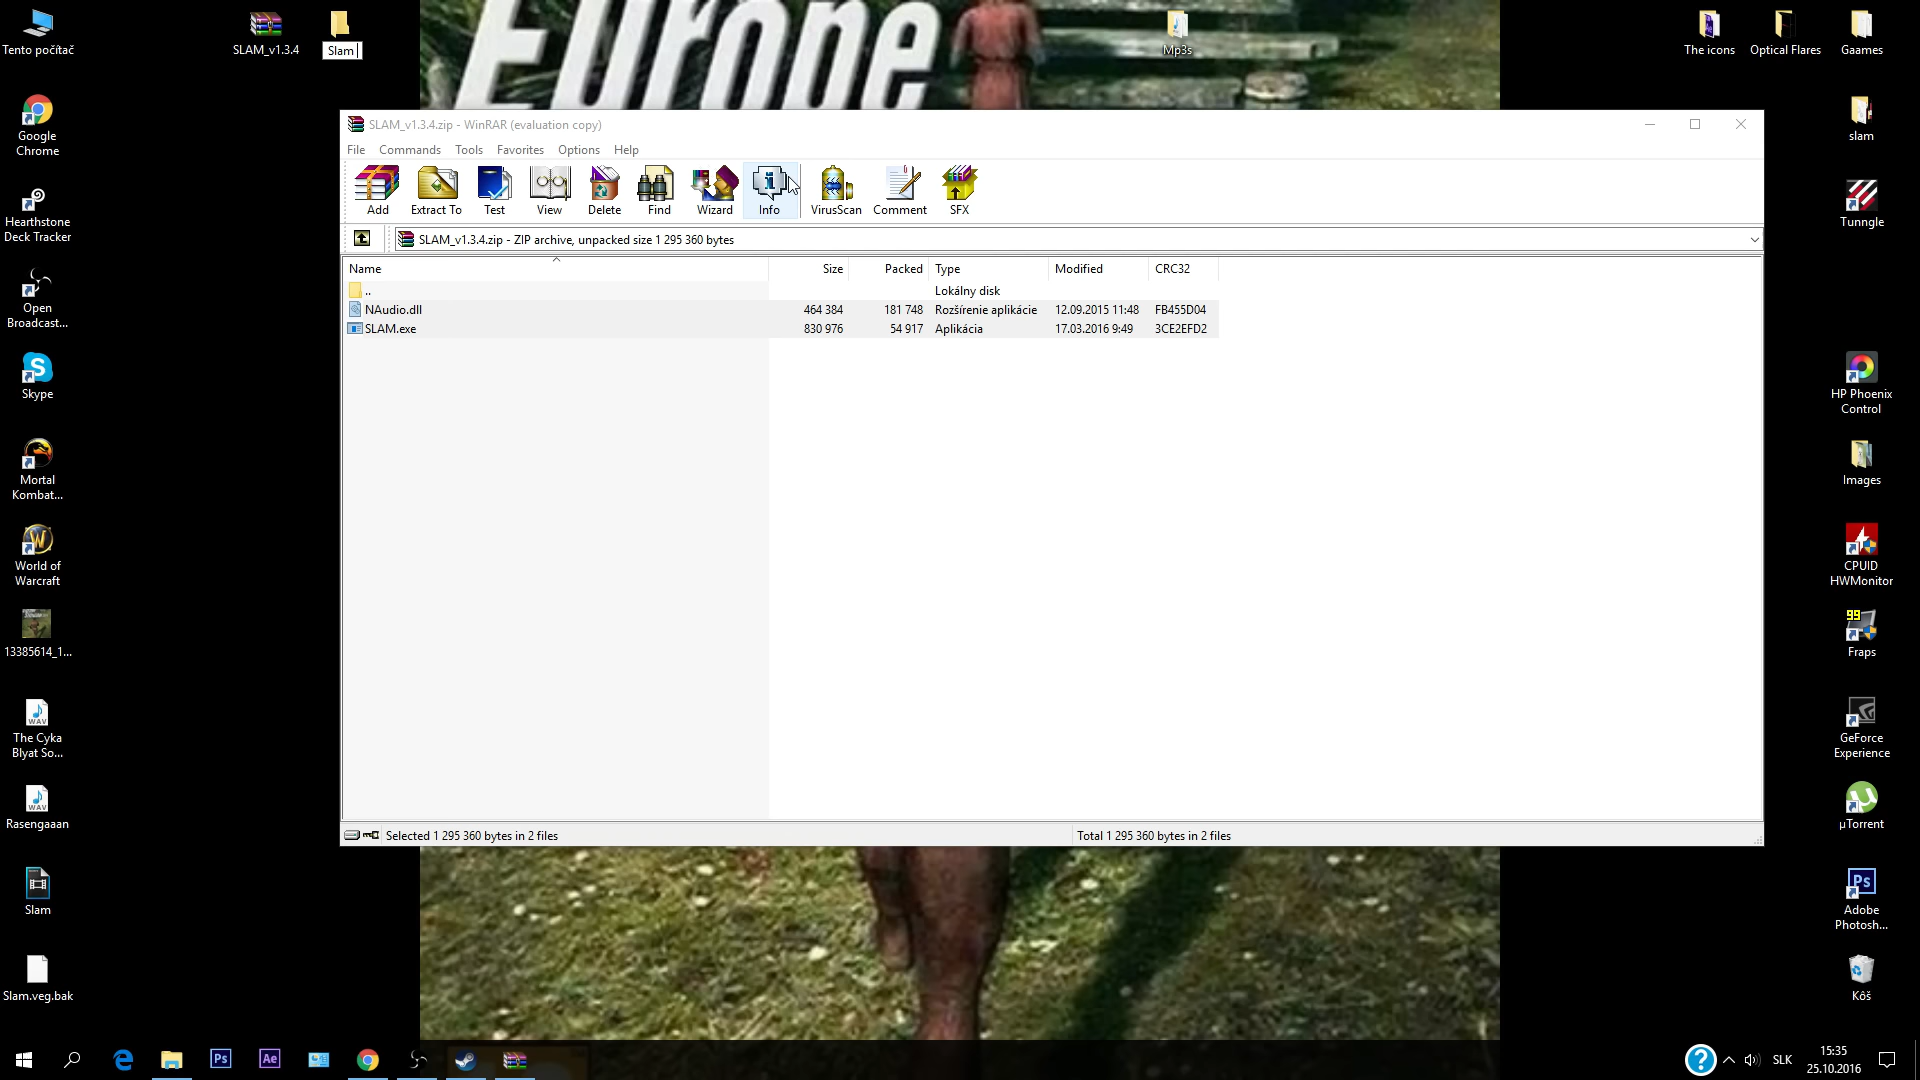 Europe
Tento počítač
SLAM_v1.3.4
Slam
Mp3s
The icons
Optical Flares
Gaames
Google
Chrome
Hearthstone
Deck Tracker
Open
Broadcast...
Skype
Mortal
Kombat...
World of
Warcraft
13385614_1...
WAV
The Cyka
Blyat So...
WAV
Rasengaaan
Slam
Slam.veg.bak
SLAM_v1.3.4.zip - WinRAR (evaluation copy)
File Commands Tools Favorites Options Help
Add Extract To Test View Delete Find Wizard Info VirusScan Comment SFX
SLAM_v1.3.4.zip - ZIP archive, unpacked size 1 295 360 bytes
Name Size Packed Type Modified CRC32
.. Lokálny disk
NAudio.dll 464 384 181 748 Rozšírenie aplikácie 12.09.2015 11:48 FB455D04
SLAM.exe 830 976 54 917 Aplikácia 17.03.2016 9:49 3CE2EFD2
Selected 1 295 360 bytes in 2 files
Total 1 295 360 bytes in 2 files
slam
Tunngle
HP Phoenix
Control
Images
CPUID
HWMonitor
99
Fraps
GeForce
Experience
µTorrent
Ps
Adobe
Photosh...
Kôš
Ps
Ae
?
SLK
15:35
25.10.2016